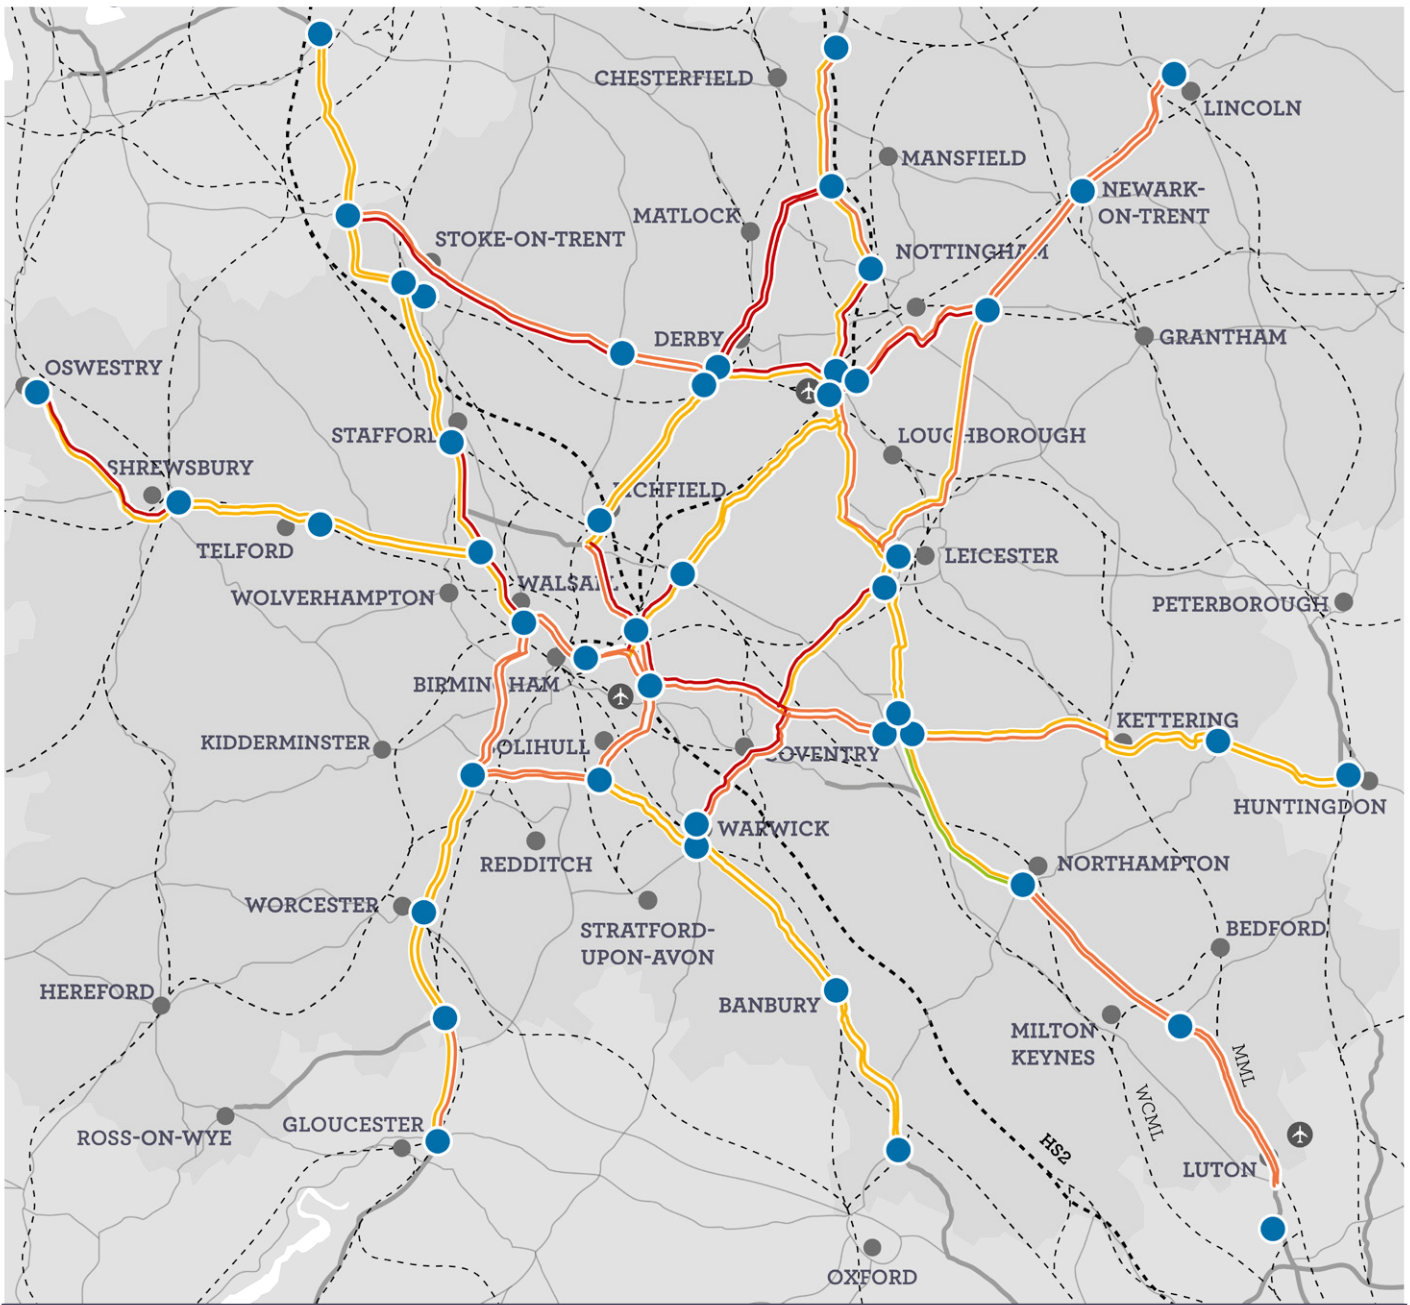 CHESTERFIELD
LINCOLN
MANSFIELD
NEWARK-
ON-TRENT
MATLOCK
STOKE-ON-TRENT
NOTTINGHAM
DERBY
GRANTHAM
OSWESTRY
STAFFORD
LOUGHBOROUGH
SHREWSBURY
LICHFIELD
TELFORD
LEICESTER
WALSALL
WOLVERHAMPTON
PETERBOROUGH
BIRMINGHAM
KETTERING
KIDDERMINSTER
SOLIHULL
COVENTRY
HUNTINGDON
WARWICK
REDDITCH
NORTHAMPTON
WORCESTER
STRATFORD-
UPON-AVON
BEDFORD
HEREFORD
BANBURY
MILTON
KEYNES
MML
WCML
GLOUCESTER
ROSS-ON-WYE
HS2
LUTON
OXFORD